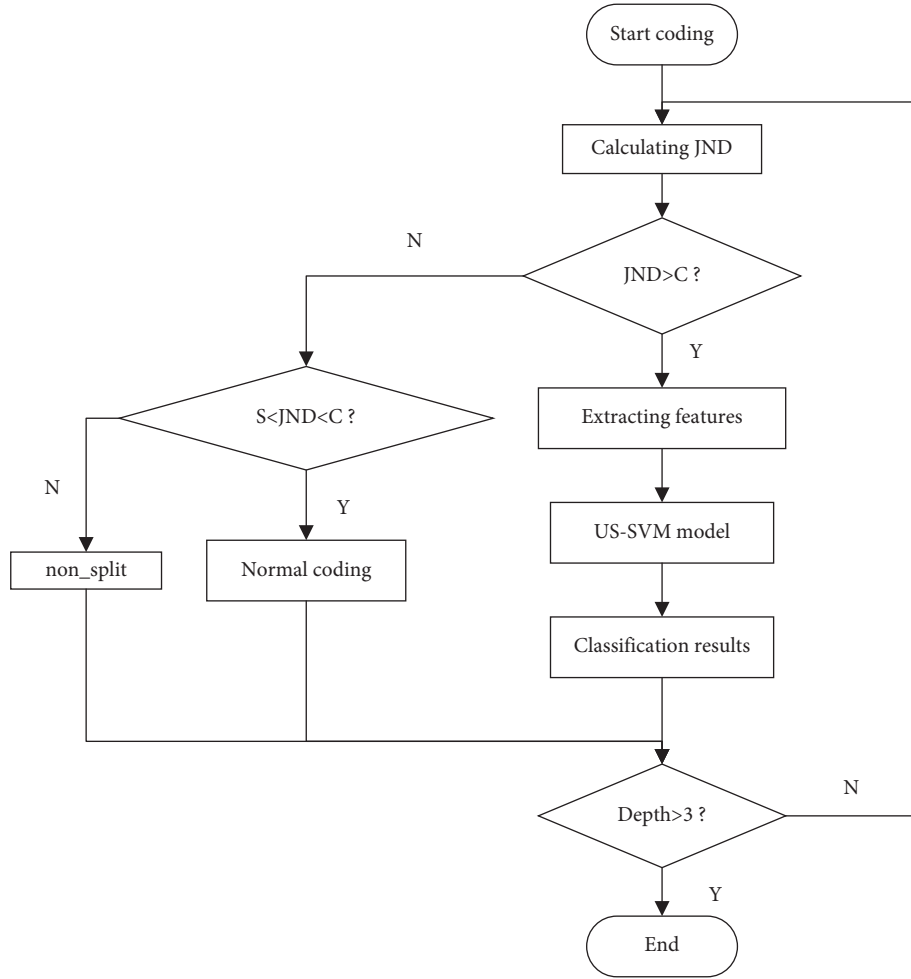 Start coding
Calculating JND
N
JND>C ?
Y
S<JND<C ?
Extracting features
N
Y
US-SVM model
non_split
Normal coding
Classification results
Depth>3 ?
N
Y
End